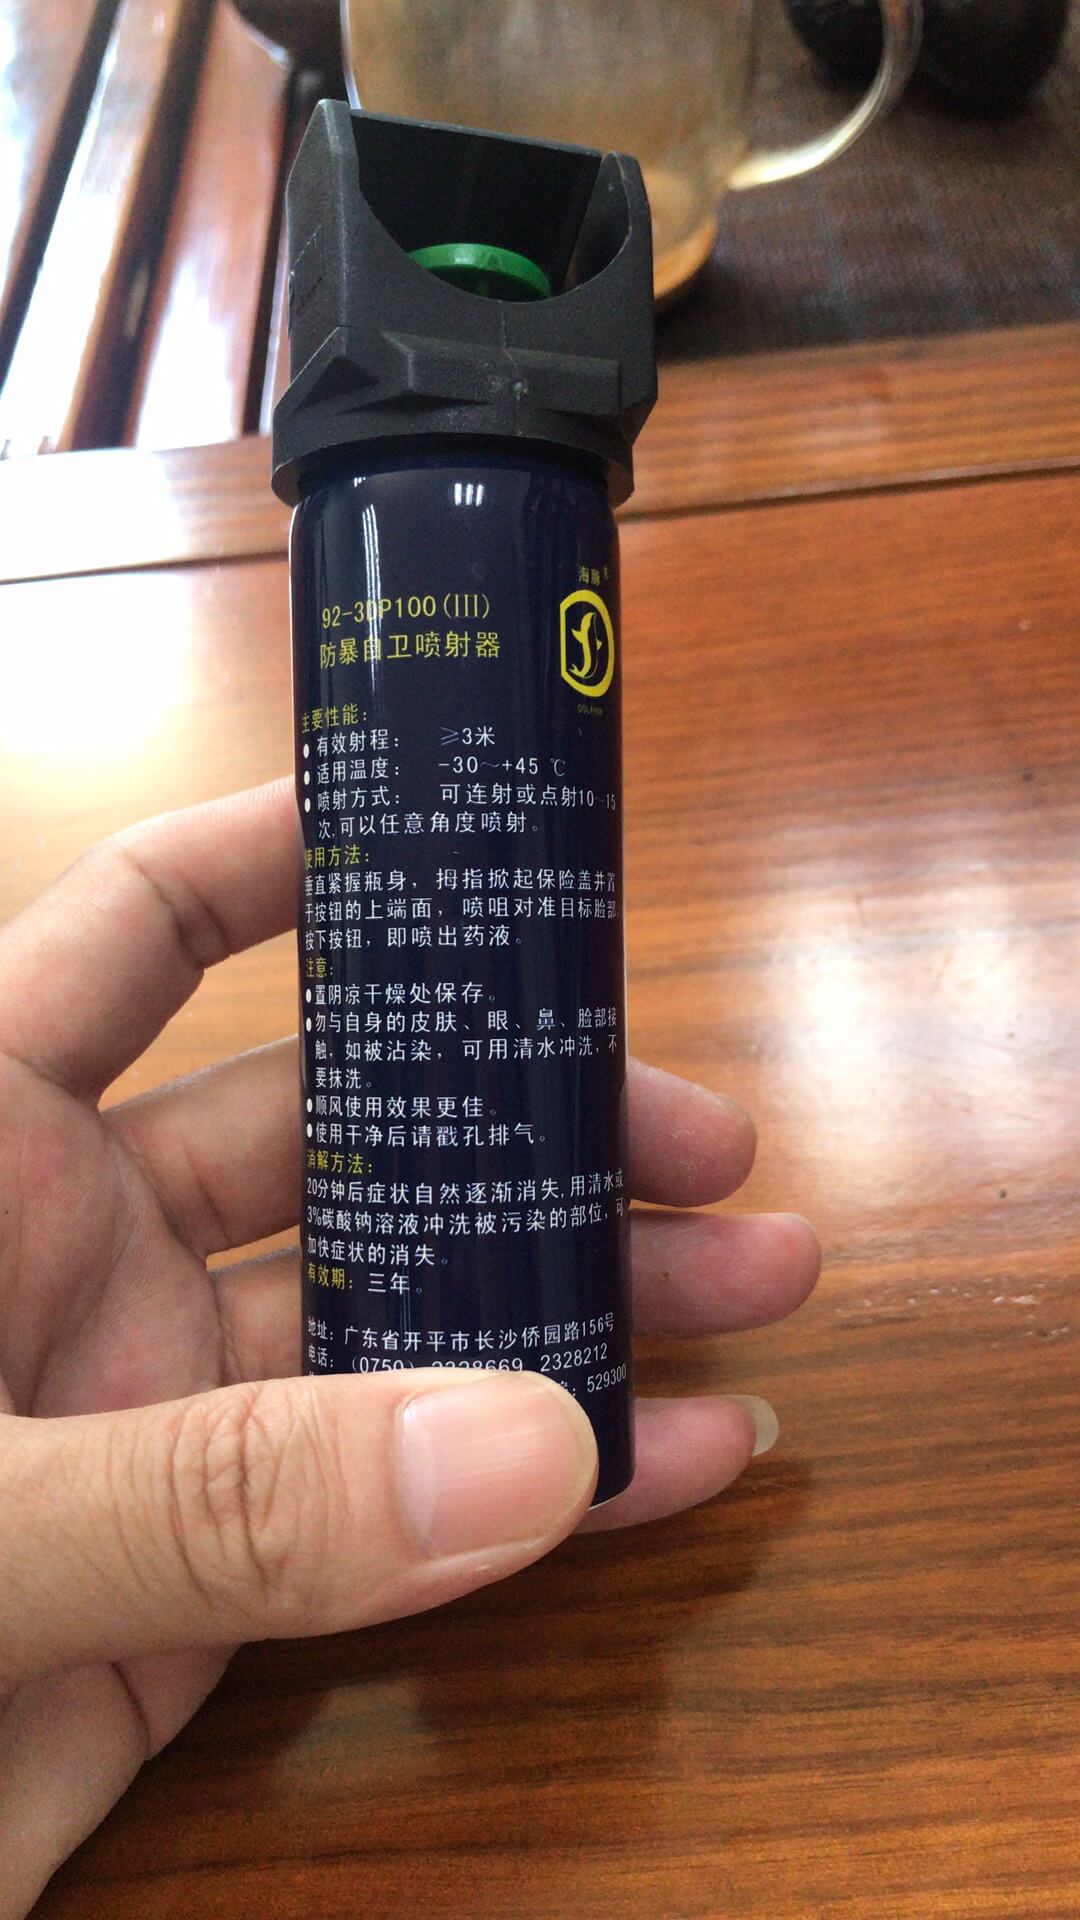 海豚
92-3DP100(III)
防暴自卫喷射器
DOLPHIN
主要性能：
●有效射程： ≥3米
●适用温度： -30～+45 ℃
●喷射方式： 可连射或点射10~15
次,可以任意角度喷射。
使用方法：
垂直紧握瓶身，拇指掀起保险盖并置
于按钮的上端面，喷咀对准目标脸部,
按下按钮，即喷出药液。
注意：
●置阴凉干燥处保存。
●勿与自身的皮肤、眼、鼻、脸部接
触，如被沾染，可用清水冲洗，不
要抹洗。
●顺风使用效果更佳。
●使用干净后请戳孔排气。
消解方法：
20分钟后症状自然逐渐消失,用清水或
3%碳酸钠溶液冲洗被污染的部位，可
加快症状的消失。
有效期：三年。
地址：广东省开平市长沙侨园路156号
电话：（0750） 2328669 2328212
529300